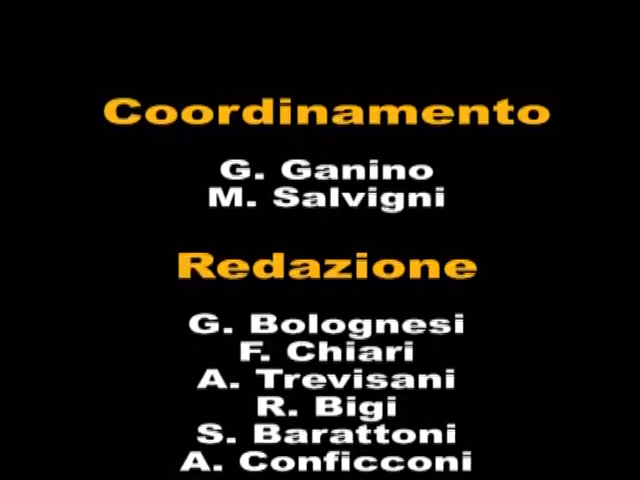 Coordinamento
G. Ganino
M. Salvigni
Redazione
G. Bolognesi
F. Chiari
A. Trevisani
R. Bigi
S. Barattoni
A. Conficconi